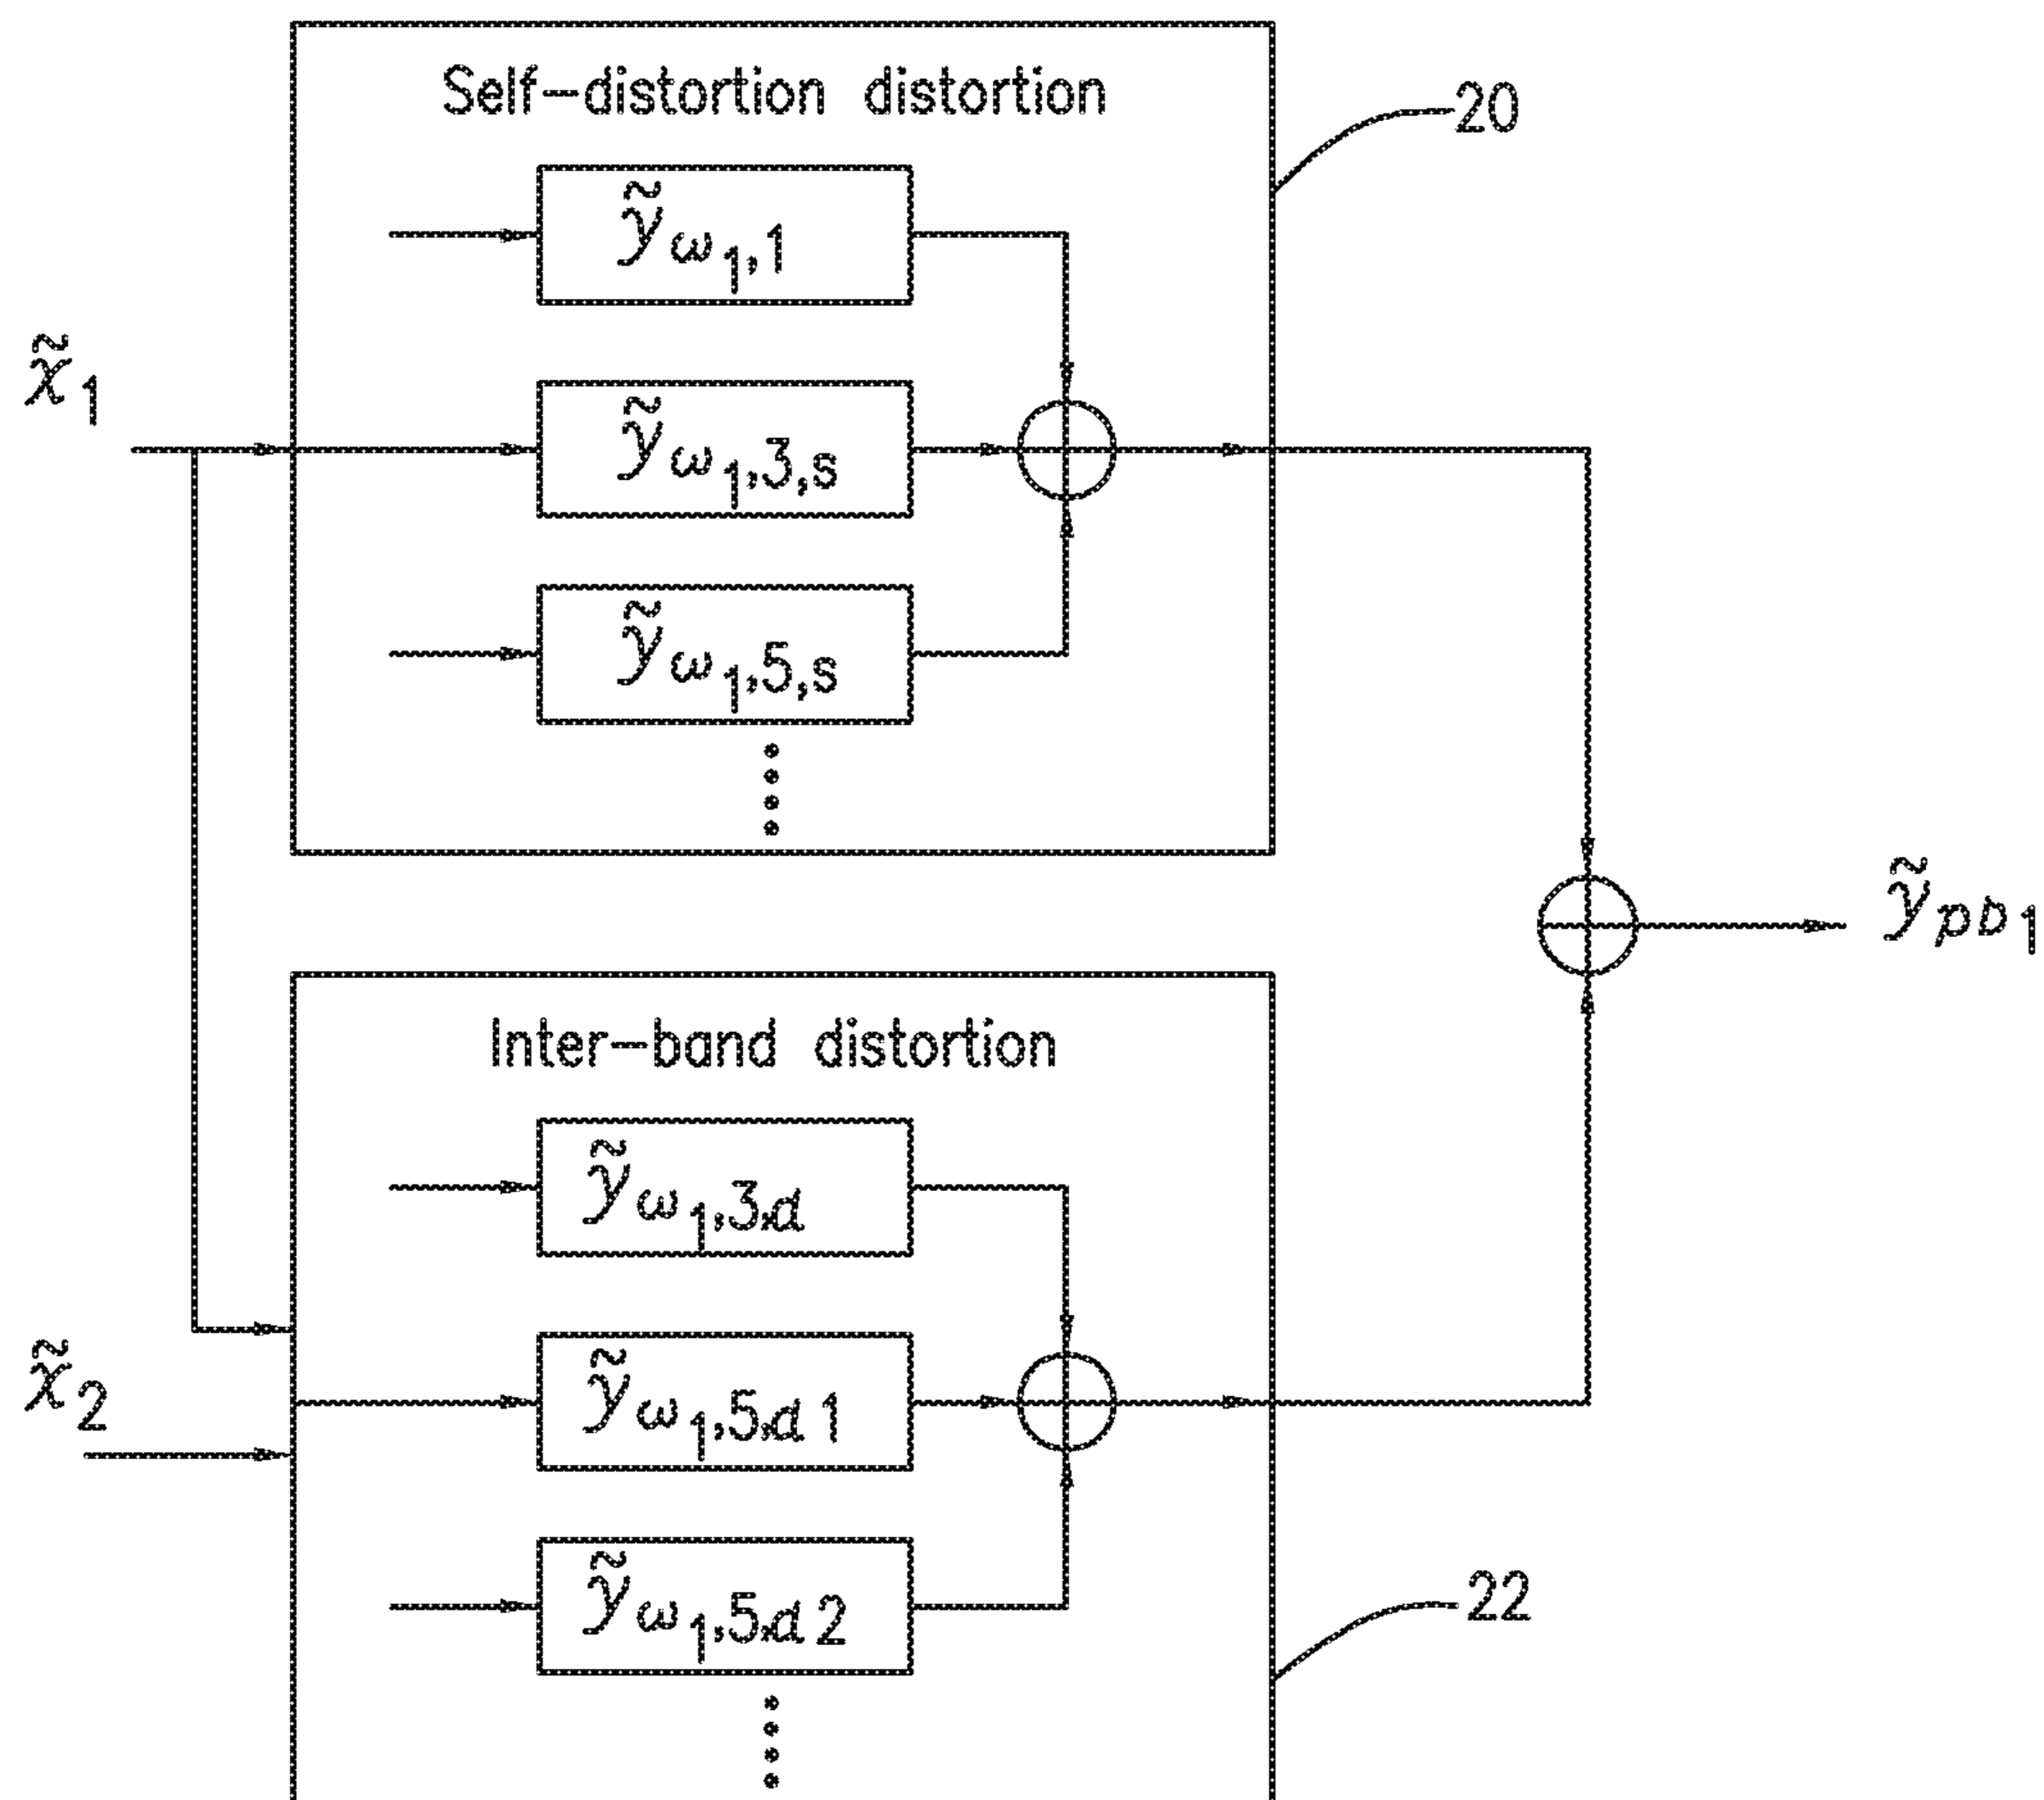 Self-distortion distortion
20
ỹω₁,1
x̃₁
ỹω₁,3,s
ỹω₁,5,s
ỹpb₁
Inter-band distortion
ỹω₁,3,d
x̃₂
ỹω₁,5,d1
ỹω₁,5,d2
22